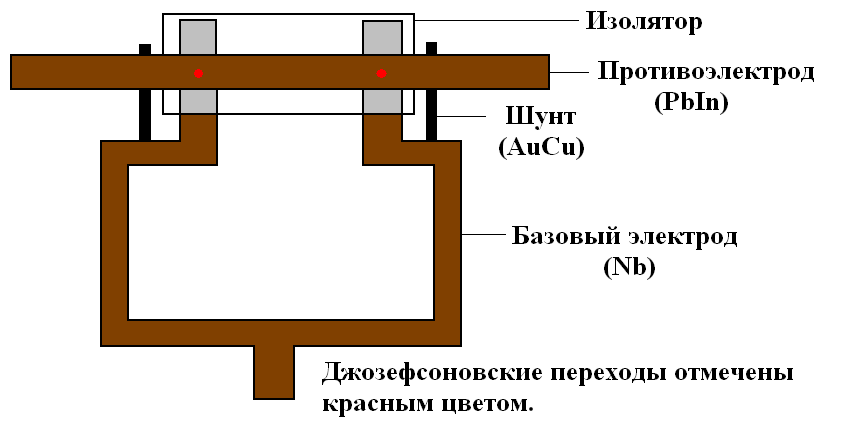 Изолятор
Противоэлектрод
(PbIn)
Шунт
(AuCu)
Базовый электрод
(Nb)
Джозефсоновские переходы отмечены
красным цветом.